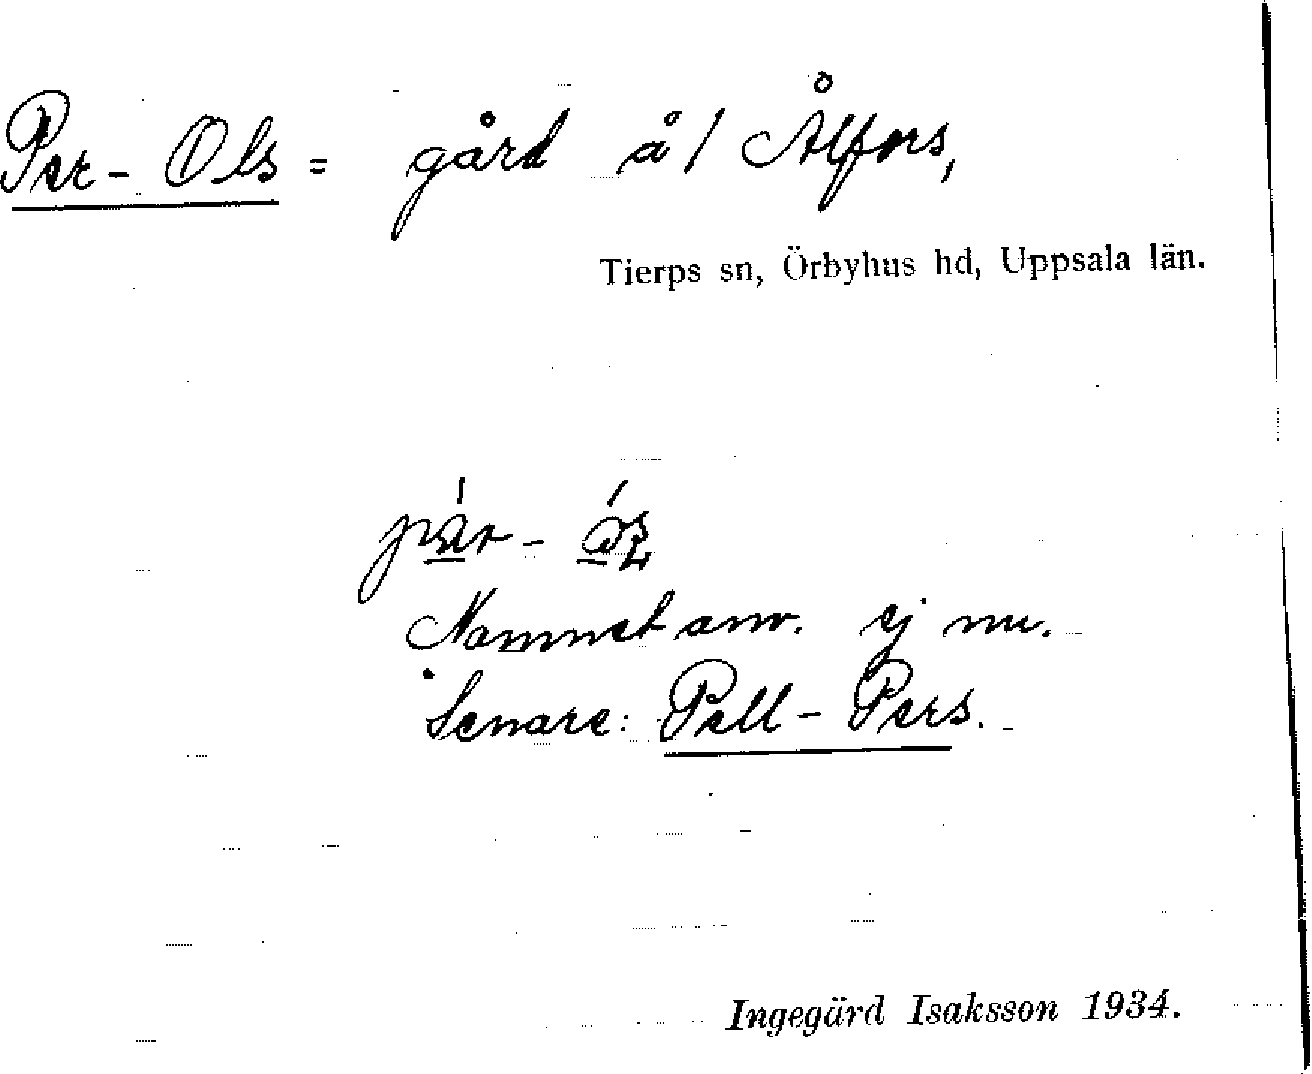 Per-Ols = gård å/ Ålfors,
Tierps sn, Örbyhus hd, Uppsala län.
Namnet anv. ej nu.
Senare: Pell-Pers.
Ingegärd Isaksson 1934.